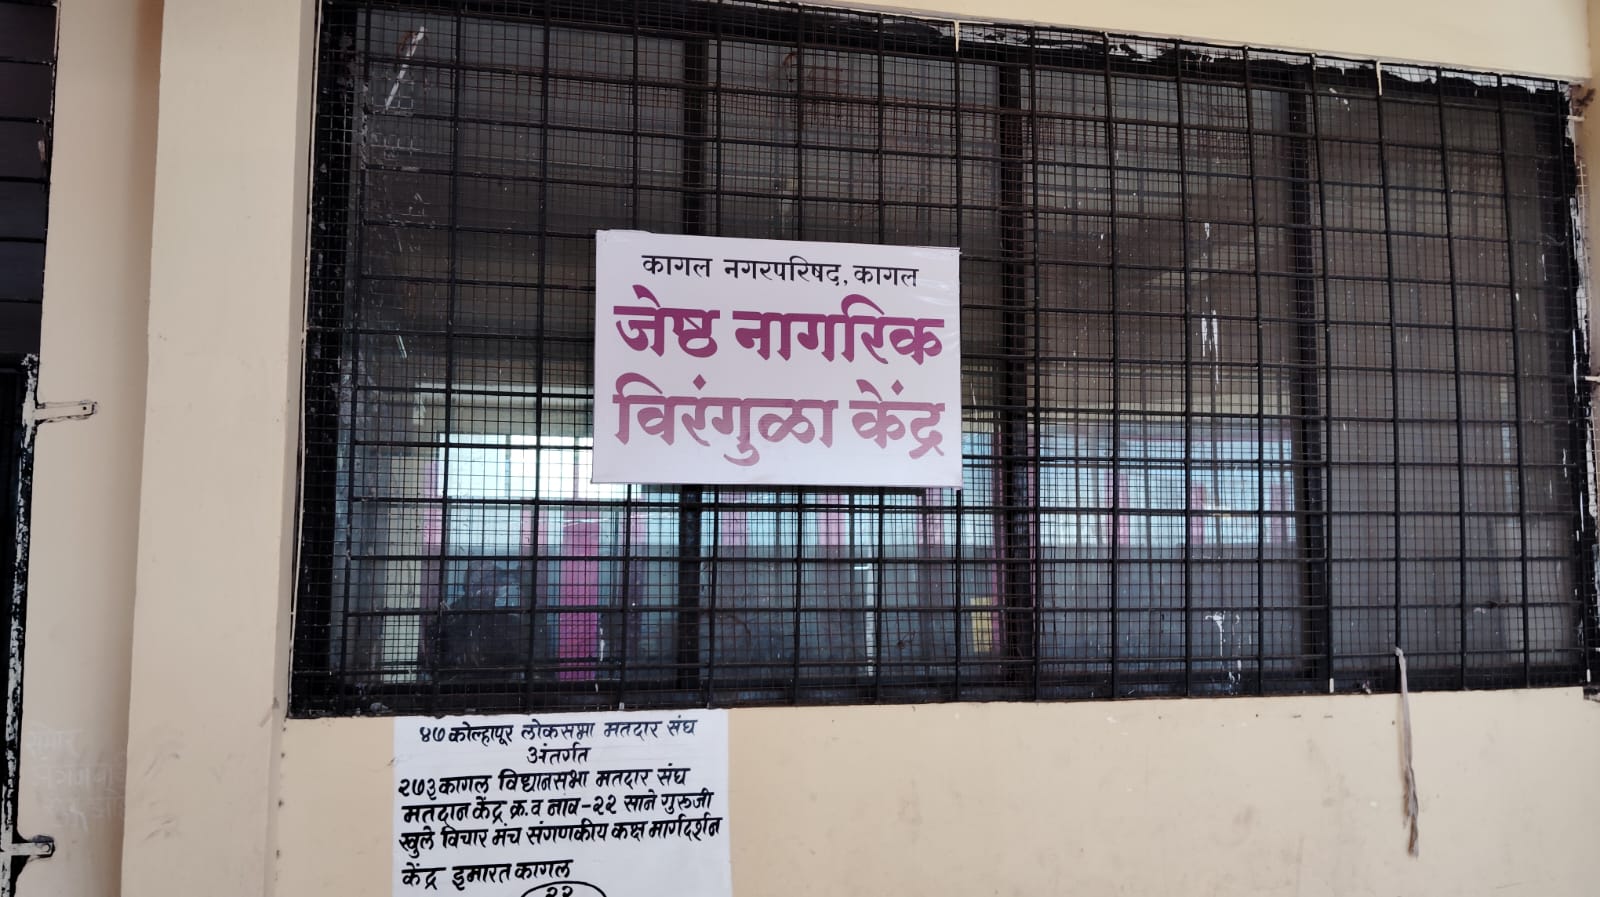 कागल नगरपरिषद, कागल
जेष्ठ नागरिक
विरंगुळा केंद्र
४७ कोल्हापूर लोकसभा मतदार संघ
अंतर्गत
२७३ कागल विधानसभा मतदार संघ
मतदान केंद्र क्र. व नांव - २२ साने गुरुजी
खुले विचार मंच संगणकीय कक्ष मार्गदर्शन
केंद्र इमारत कागल
२२